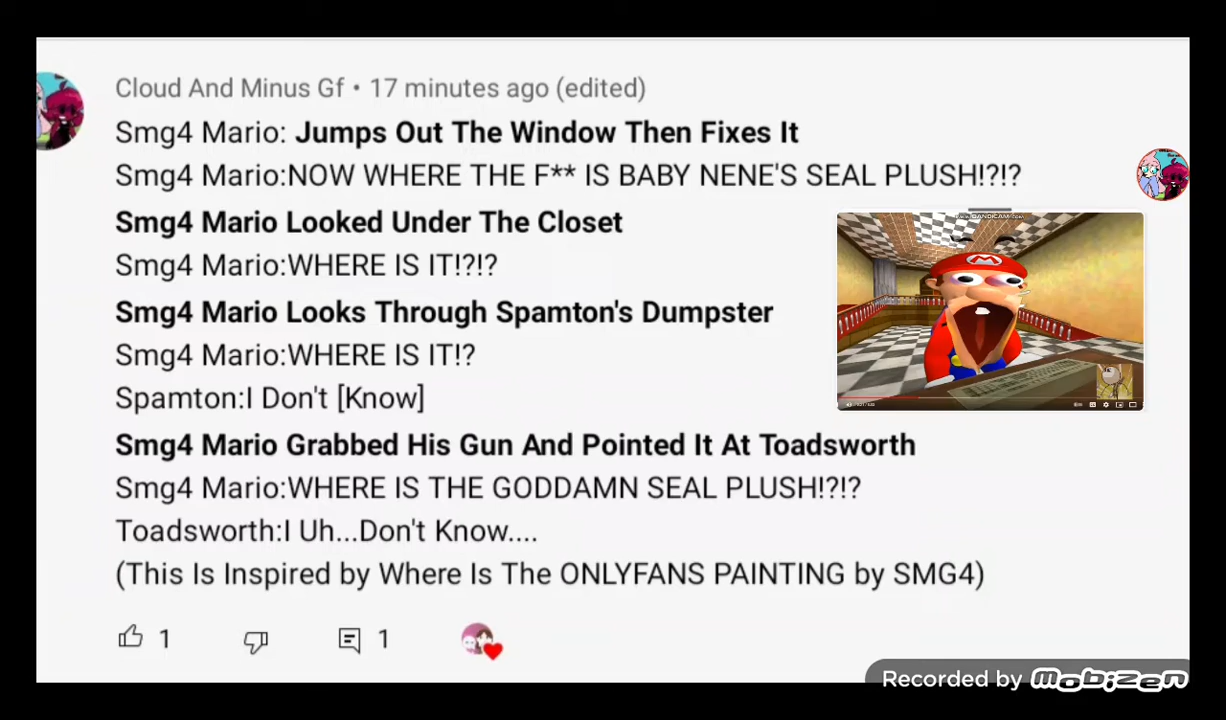 Cloud And Minus Gf • 17 minutes ago (edited)
Smg4 Mario: Jumps Out The Window Then Fixes It
Smg4 Mario:NOW WHERE THE F** IS BABY NENE'S SEAL PLUSH!?!?
Smg4 Mario Looked Under The Closet
Smg4 Mario:WHERE IS IT!?!?
Smg4 Mario Looks Through Spamton's Dumpster
Smg4 Mario:WHERE IS IT!?
Spamton:I Don't [Know]
Smg4 Mario Grabbed His Gun And Pointed It At Toadsworth
Smg4 Mario:WHERE IS THE GODDAMN SEAL PLUSH!?!?
Toadsworth:I Uh...Don't Know....
(This Is Inspired by Where Is The ONLYFANS PAINTING by SMG4)
1
1
M
Recorded by mobizen